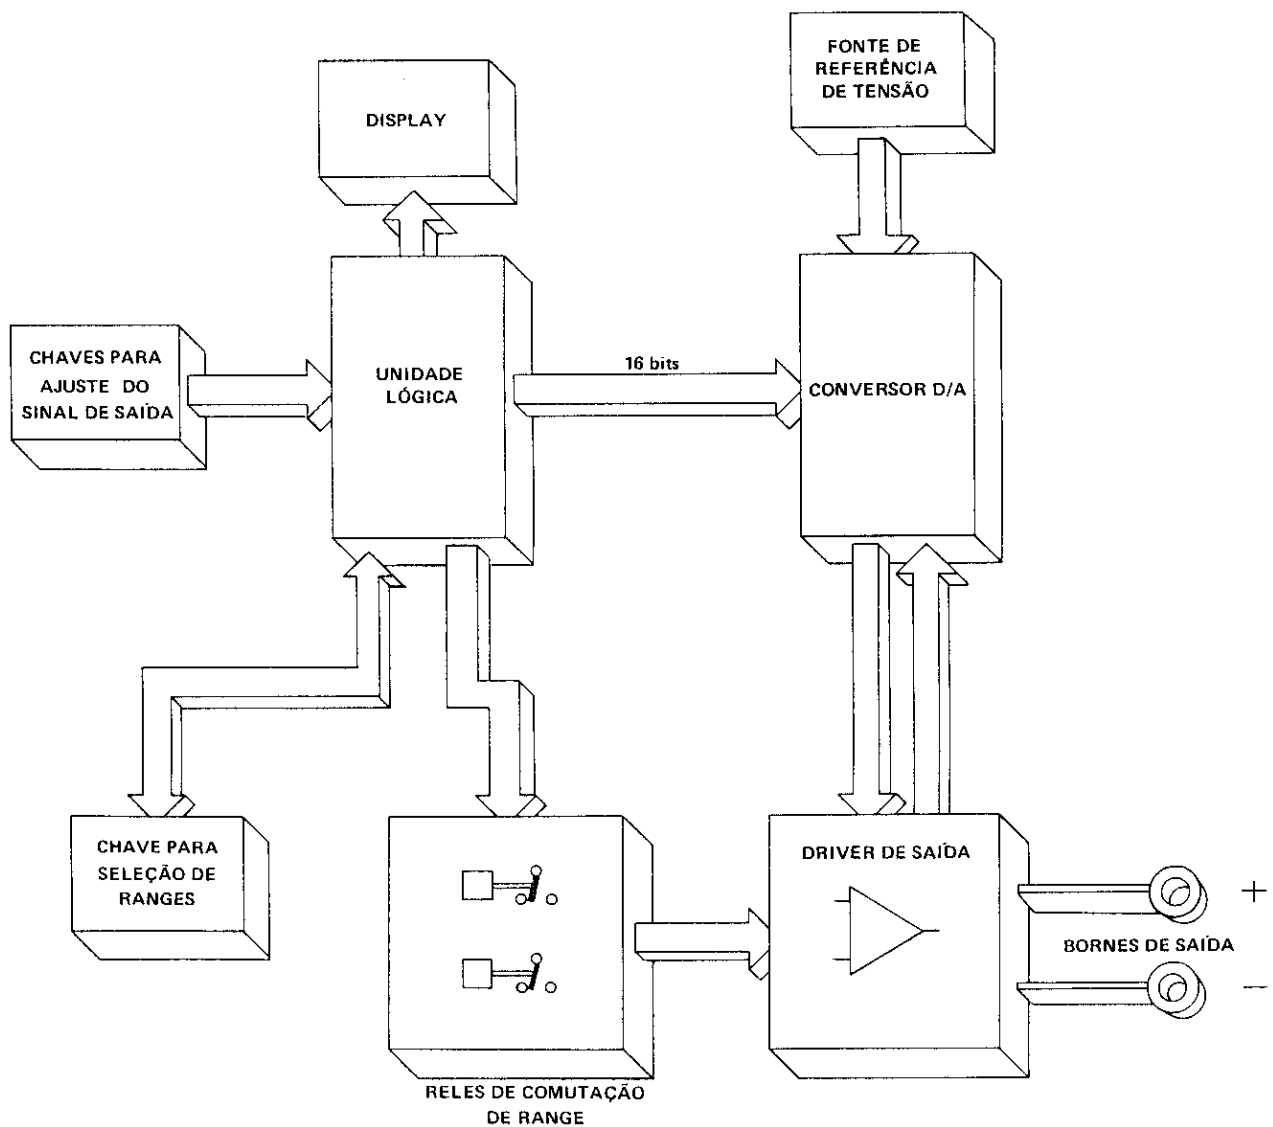 FONTE DE
REFERÊNCIA
DE TENSÃO
DISPLAY
CHAVES PARA
AJUSTE DO
SINAL DE SAÍDA
UNIDADE
LÓGICA
16 bits
CONVERSOR D/A
CHAVE PARA
SELEÇÃO DE
RANGES
DRIVER DE SAÍDA
+
BORNES DE SAÍDA
−
RELES DE COMUTAÇÃO
DE RANGE